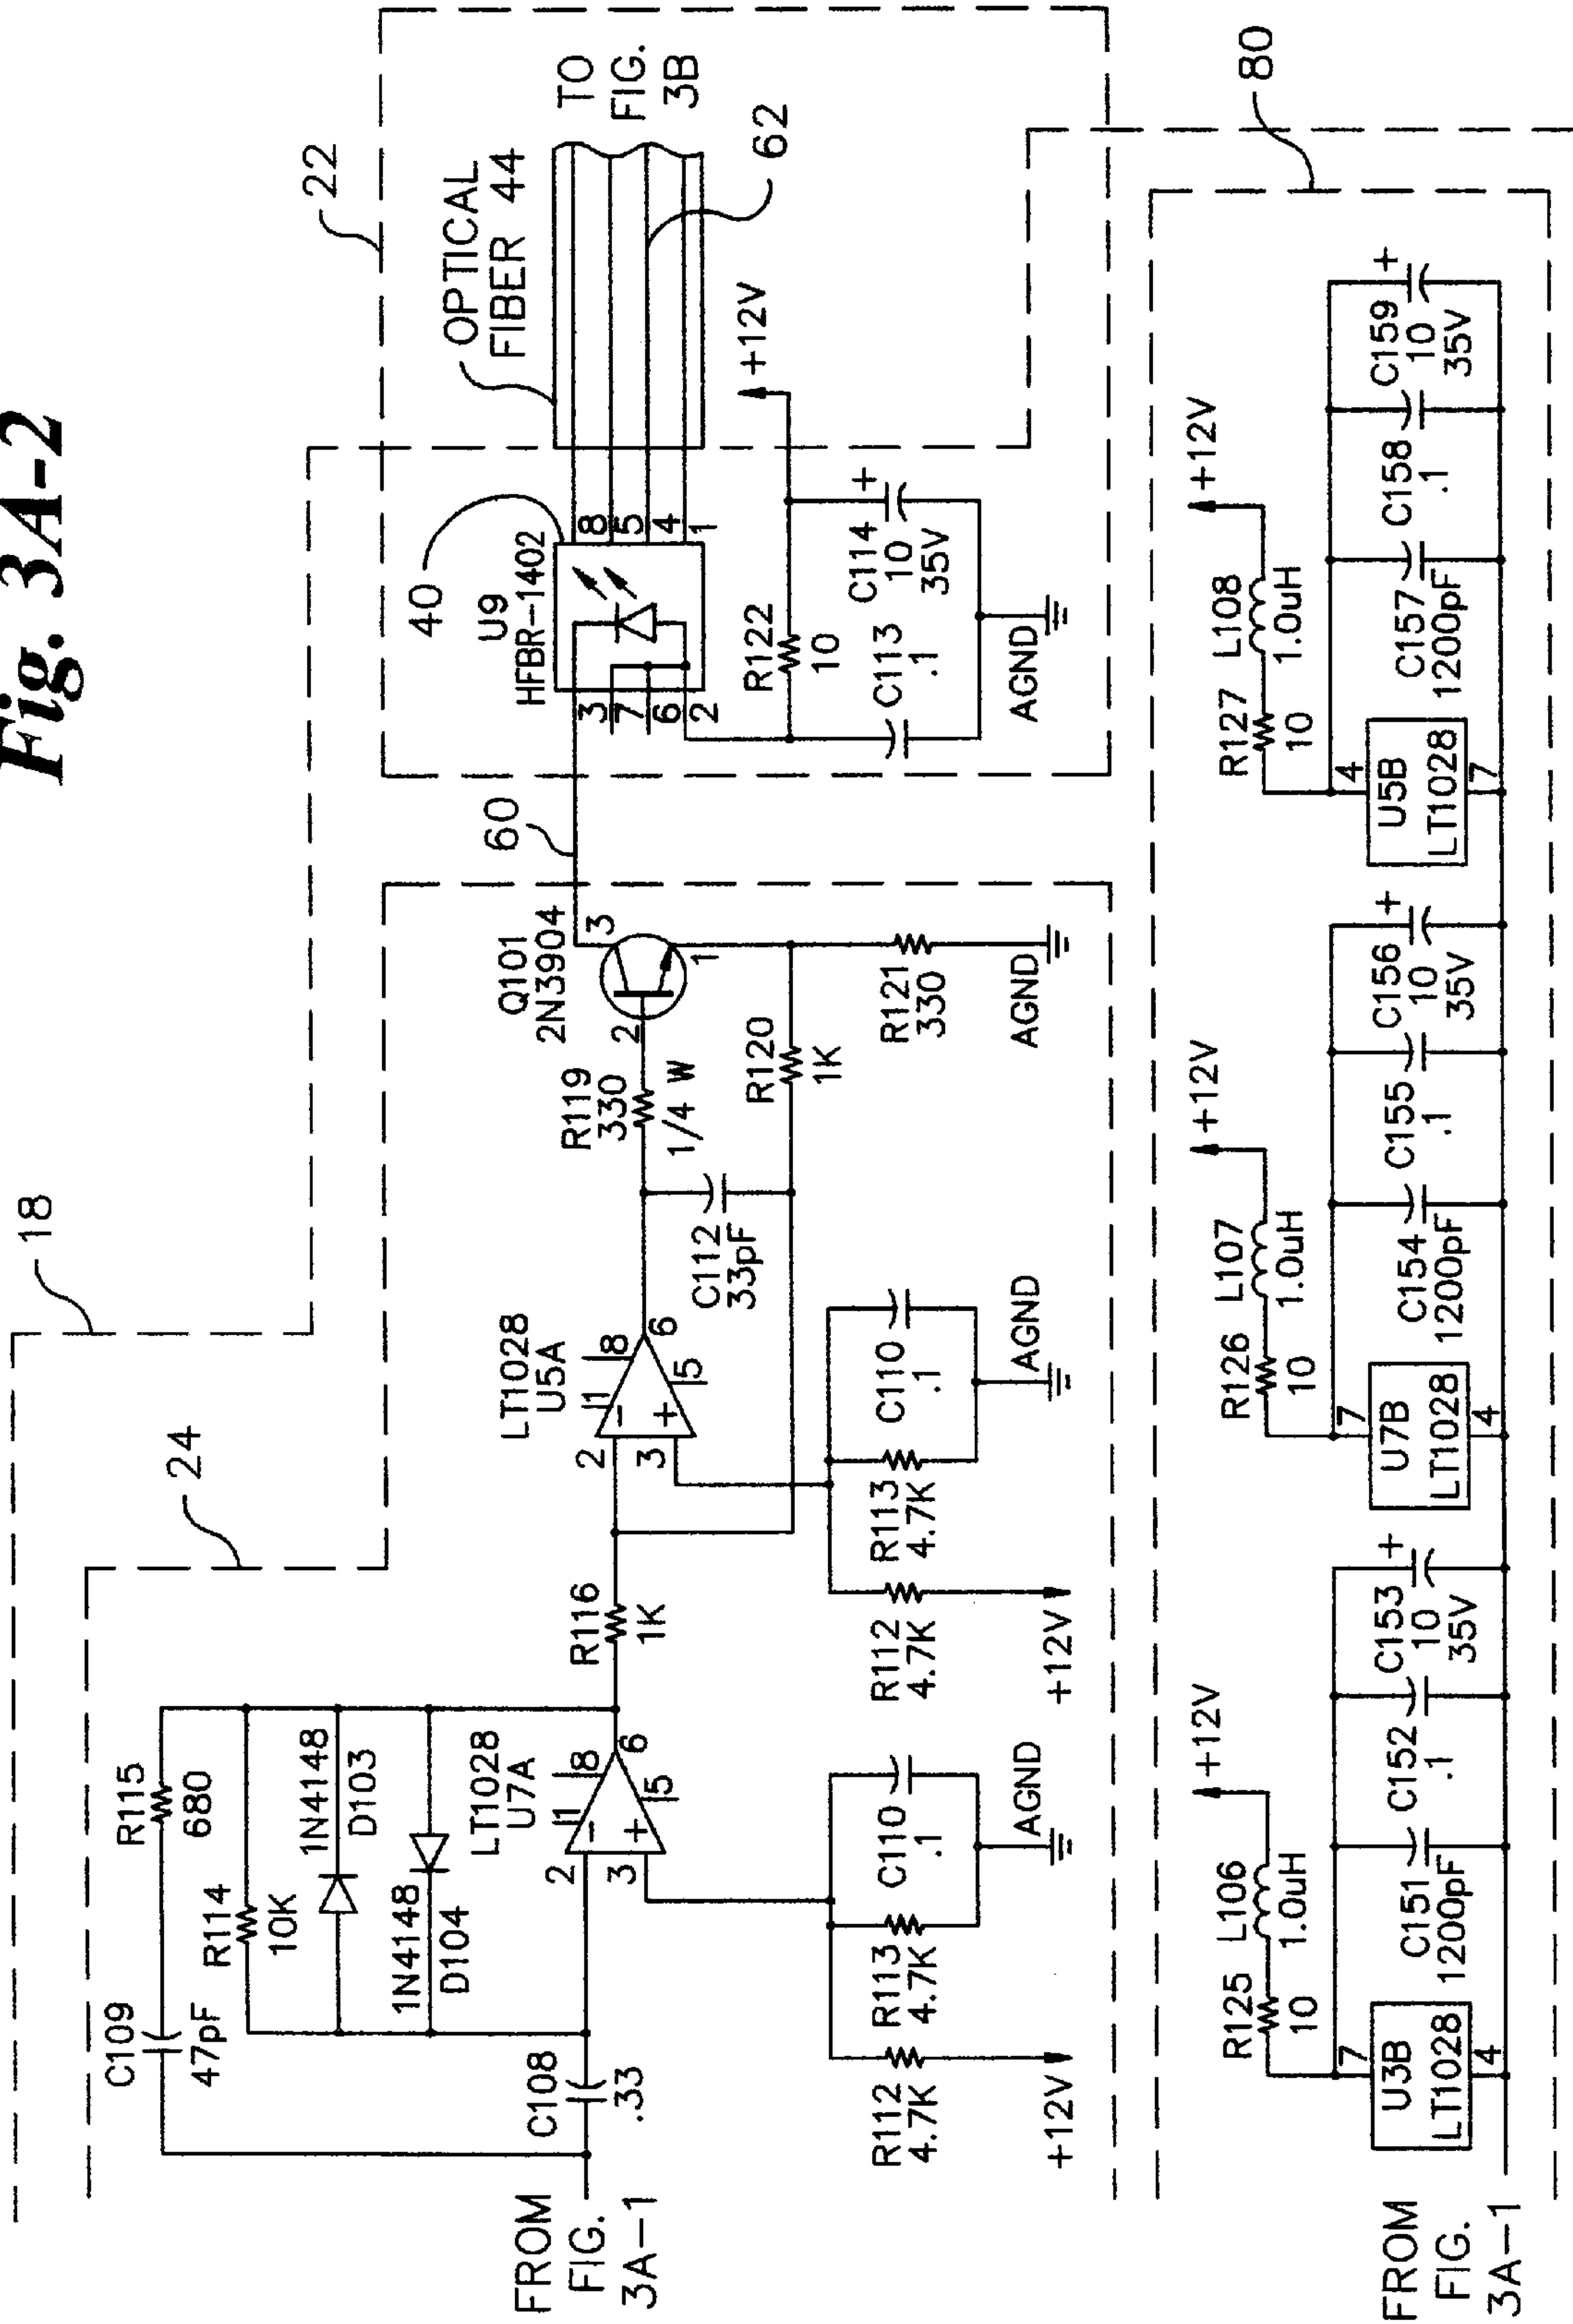 Fig. 3A-2
18
24
22
R115
680
C109
47pF
R114
10K
1N4148
D103
1N4148
D104
C108
.33
FROM
FIG.
3A-1
LT1028
U7A
1
8
2
-
6
3
+
5
R116
1K
R112
4.7K
+12V
R113
4.7K
C110
.1
AGND
LT1028
U5A
1
8
2
-
6
3
+
5
R112
4.7K
+12V
R113
4.7K
C110
.1
AGND
C112
33pF
R119
330
1/4 W
R120
1K
Q101
2N3904
2
3
1
R121
330
AGND
60
40
U9
HFBR-1402
3
7
6
2
8
5
4
1
OPTICAL
FIBER 44
TO
FIG.
3B
62
+12V
R122
10
C113
.1
C114
+
10
35V
AGND
80
FROM
FIG.
3A-1
U3B
LT1028
7
4
R125
10
L106
1.0uH
+12V
C151
1200pF
C152
.1
C153
+
10
35V
U7B
LT1028
7
4
R126
10
L107
1.0uH
+12V
C154
1200pF
C155
.1
C156
+
10
35V
U5B
LT1028
4
7
R127
10
L108
1.0uH
+12V
C157
1200pF
C158
.1
C159
+
10
35V